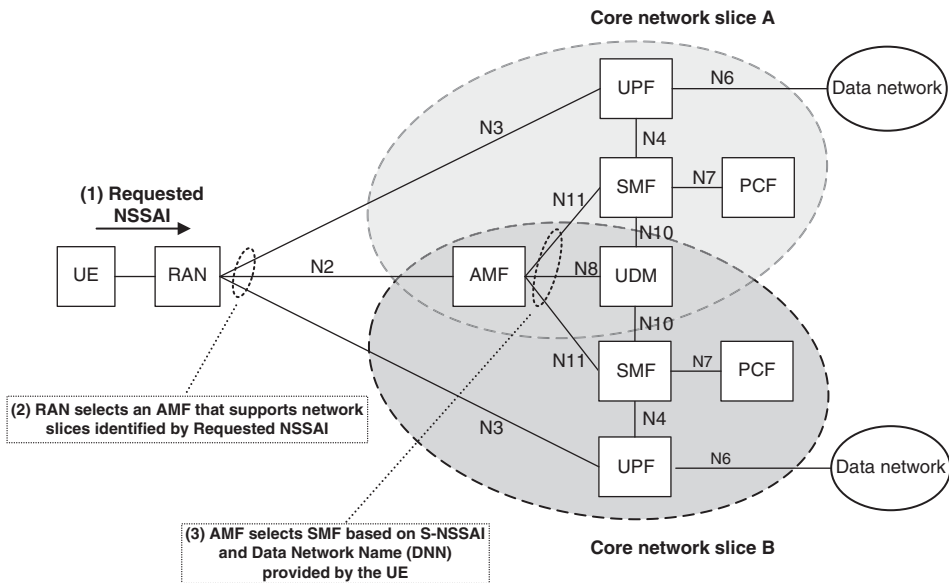 Core network slice A
UPF
N6
Data network
N3
N4
(1) Requested
NSSAI
SMF
N7
PCF
N11
N10
UE
RAN
N2
AMF
N8
UDM
N10
N11
SMF
N7
PCF
(2) RAN selects an AMF that supports network
slices identified by Requested NSSAI
N3
N4
UPF
N6
Data network
(3) AMF selects SMF based on S-NSSAI
and Data Network Name (DNN)
provided by the UE
Core network slice B